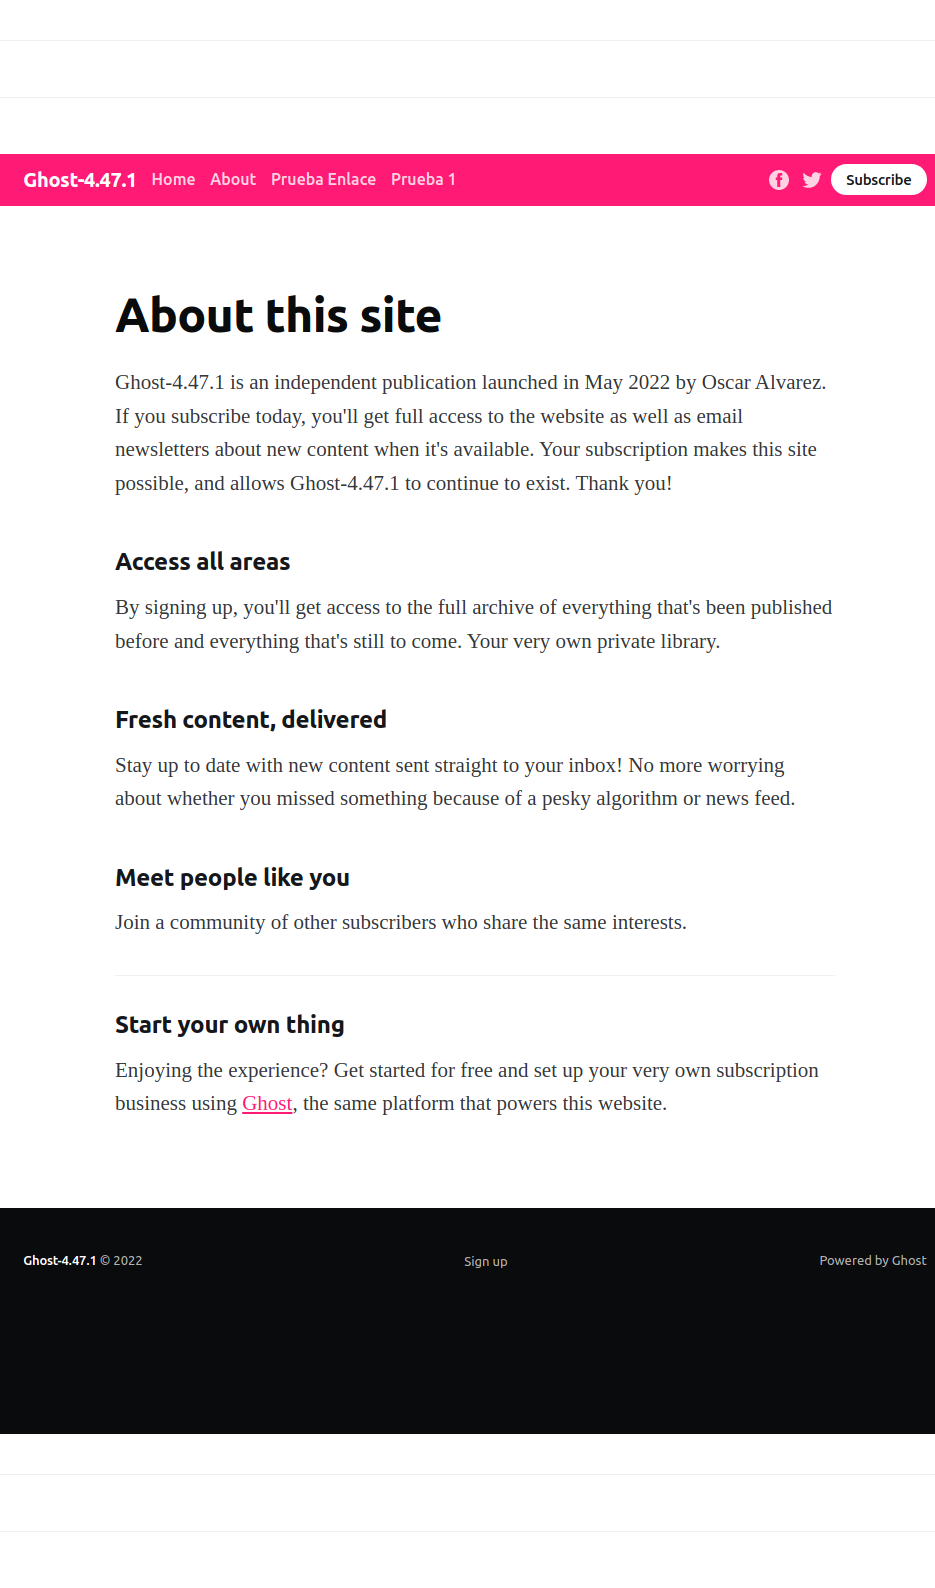 Ghost-4.47.1 Home About Prueba Enlace Prueba 1 Subscribe
About this site
Ghost-4.47.1 is an independent publication launched in May 2022 by Oscar Alvarez.
If you subscribe today, you'll get full access to the website as well as email
newsletters about new content when it's available. Your subscription makes this site
possible, and allows Ghost-4.47.1 to continue to exist. Thank you!
Access all areas
By signing up, you'll get access to the full archive of everything that's been published
before and everything that's still to come. Your very own private library.
Fresh content, delivered
Stay up to date with new content sent straight to your inbox! No more worrying
about whether you missed something because of a pesky algorithm or news feed.
Meet people like you
Join a community of other subscribers who share the same interests.
Start your own thing
Enjoying the experience? Get started for free and set up your very own subscription
business using Ghost, the same platform that powers this website.
Ghost-4.47.1 © 2022 Sign up Powered by Ghost